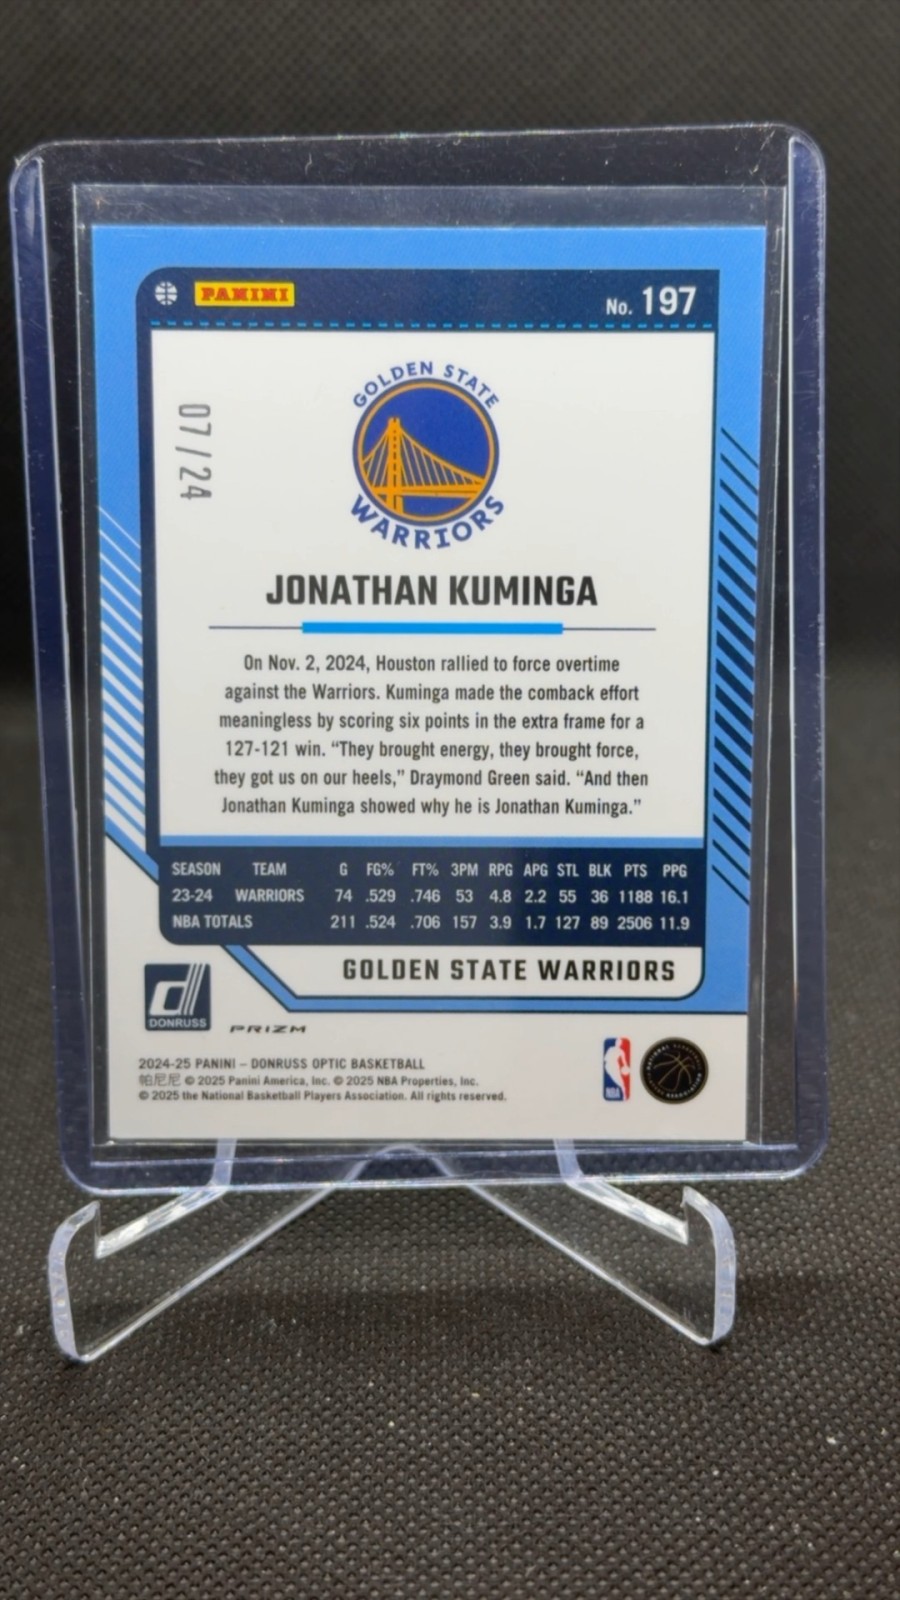 PANINI
No. 197
07/24
GOLDEN STATE
WARRIORS
JONATHAN KUMINGA
On Nov. 2, 2024, Houston rallied to force overtime
against the Warriors. Kuminga made the comback effort
meaningless by scoring six points in the extra frame for a
127-121 win. “They brought energy, they brought force,
they got us on our heels,” Draymond Green said. “And then
Jonathan Kuminga showed why he is Jonathan Kuminga.”
SEASON TEAM G FG% FT% 3PM RPG APG STL BLK PTS PPG
23-24 WARRIORS 74 .529 .746 53 4.8 2.2 55 36 1188 16.1
NBA TOTALS 211 .524 .706 157 3.9 1.7 127 89 2506 11.9
GOLDEN STATE WARRIORS
d
DONRUSS
PRIZM
NBA
2024-25 PANINI – DONRUSS OPTIC BASKETBALL
帕尼尼 © 2025 Panini America, Inc. © 2025 NBA Properties, Inc.
© 2025 the National Basketball Players Association. All rights reserved.